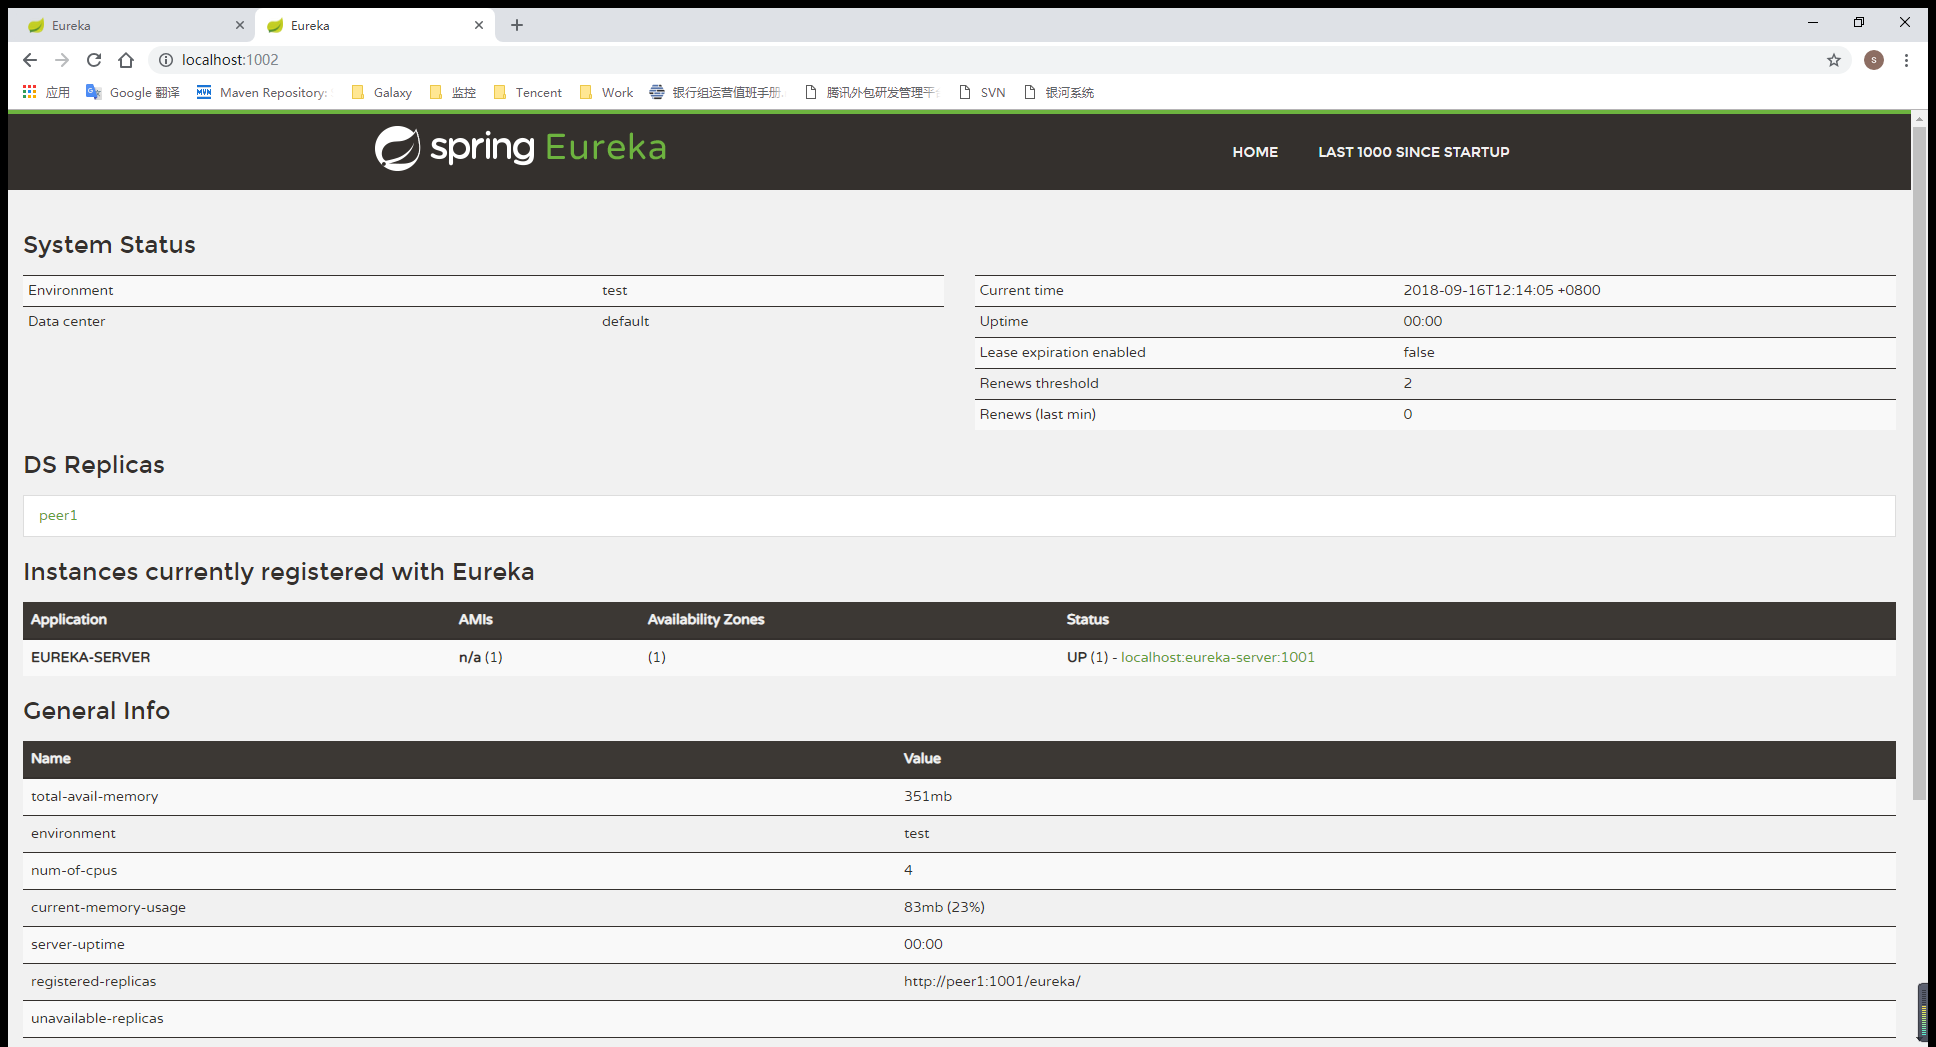 Eureka
Eureka
localhost:1002
应用 Google 翻译 Maven Repository: Galaxy 监控 Tencent Work 银行组运营值班手册 腾讯外包研发管理平 SVN 银河系统
spring Eureka HOME LAST 1000 SINCE STARTUP
System Status
Environment test
Data center default
Current time 2018-09-16T12:14:05 +0800
Uptime 00:00
Lease expiration enabled false
Renews threshold 2
Renews (last min) 0
DS Replicas
peer1
Instances currently registered with Eureka
Application AMIs Availability Zones Status
EUREKA-SERVER n/a (1) (1) UP (1) - localhost:eureka-server:1001
General Info
Name Value
total-avail-memory 351mb
environment test
num-of-cpus 4
current-memory-usage 83mb (23%)
server-uptime 00:00
registered-replicas http://peer1:1001/eureka/
unavailable-replicas